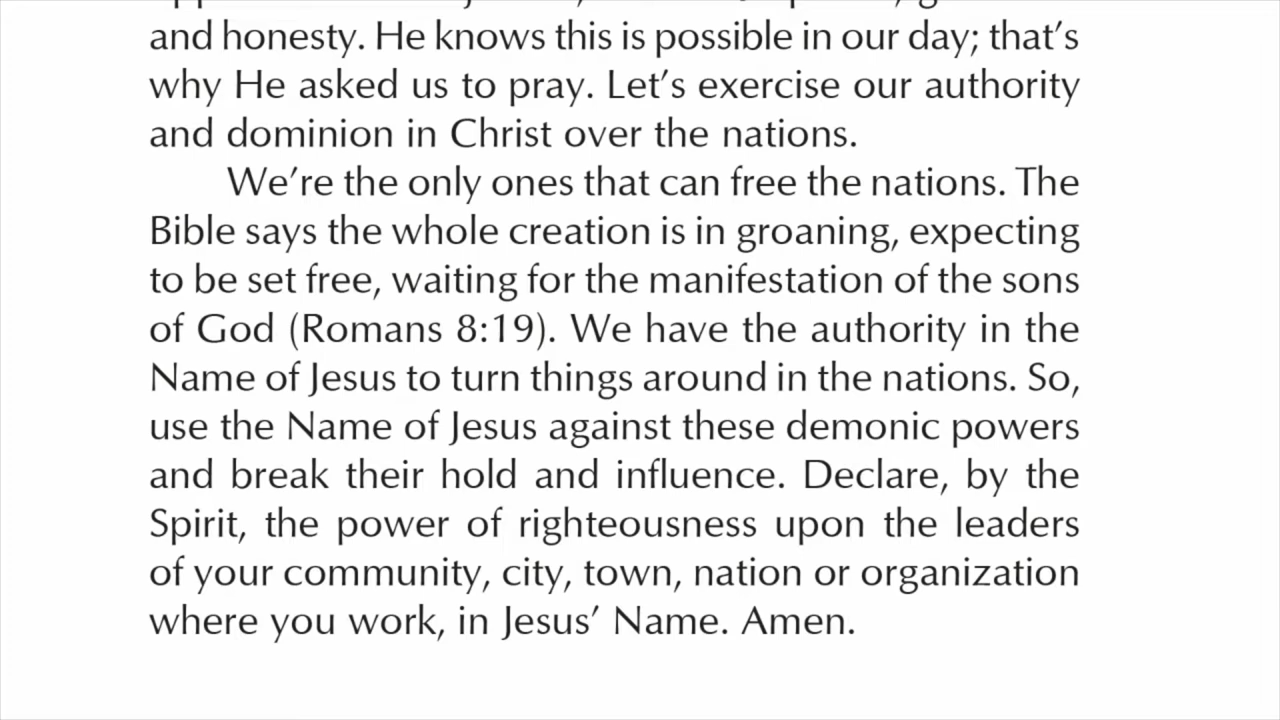 and honesty. He knows this is possible in our day; that's
why He asked us to pray. Let's exercise our authority
and dominion in Christ over the nations.
We're the only ones that can free the nations. The
Bible says the whole creation is in groaning, expecting
to be set free, waiting for the manifestation of the sons
of God (Romans 8:19). We have the authority in the
Name of Jesus to turn things around in the nations. So,
use the Name of Jesus against these demonic powers
and break their hold and influence. Declare, by the
Spirit, the power of righteousness upon the leaders
of your community, city, town, nation or organization
where you work, in Jesus' Name. Amen.